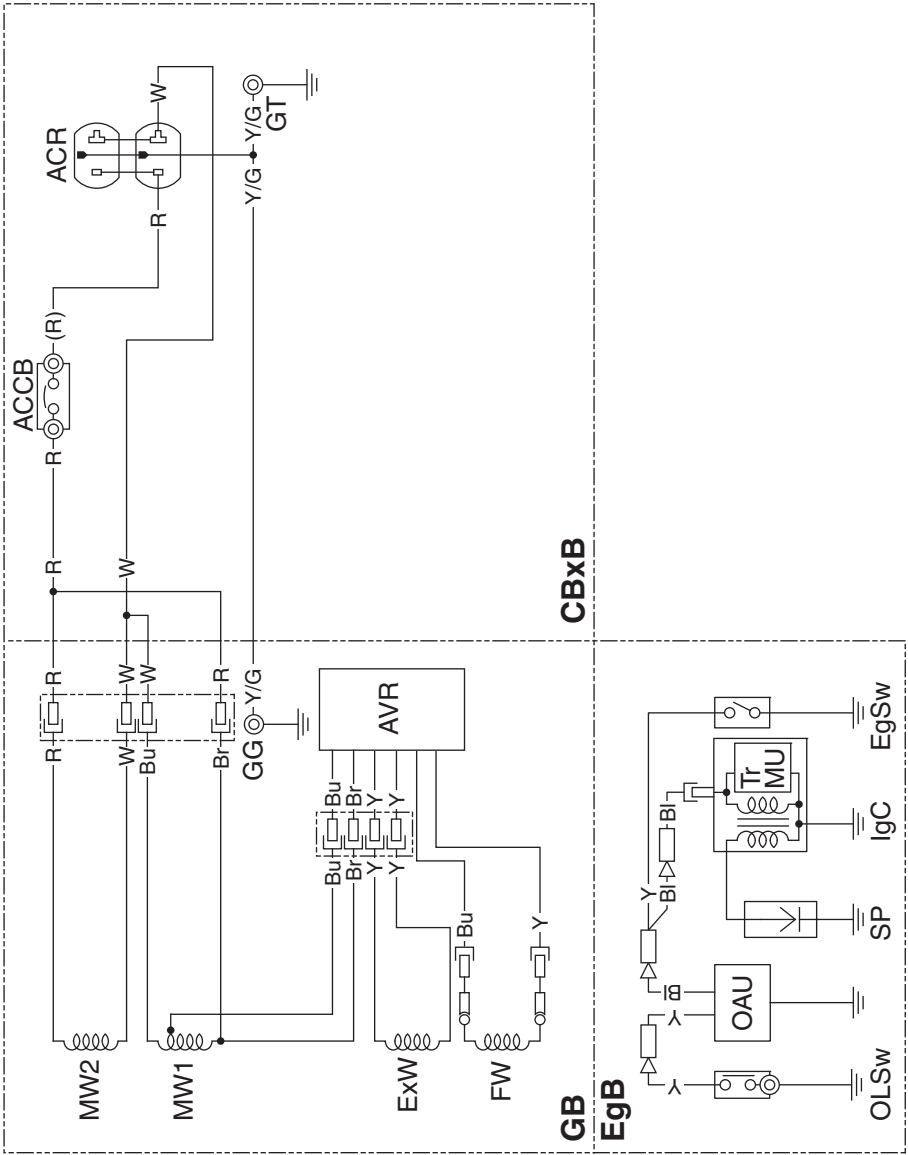 ACR
W
R
Y/G
Y/G
GT
ACCB
(R)
R
R
W
CBxB
R
W
W
R
Y/G
R
W
Bu
Br
GG
AVR
Bu
Br
Y
Y
Bu
Br
Y
Y
Bu
Y
MW2
MW1
ExW
FW
GB
EgB
Y
Bl
Bl
Bl
Y
Y
Tr
MU
OAU
OLSw
SP
IgC
EgSw